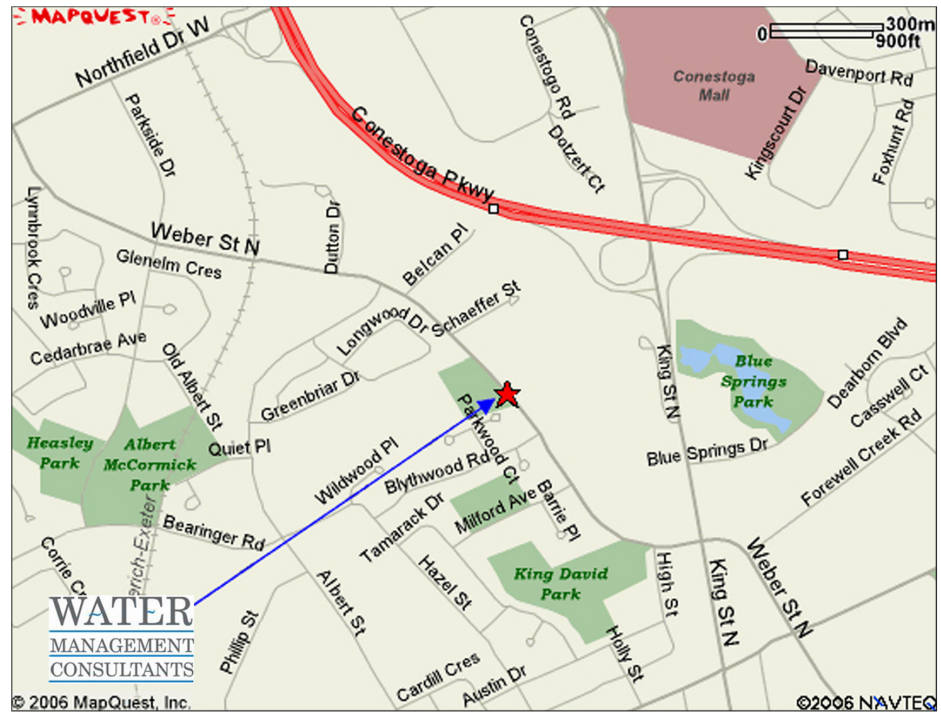 MAPQUEST
300m
0
900ft
Northfield Dr W
Conestogo Rd
Conestoga
Mall
Davenport Rd
Parkside Dr
Conestoga Pkwy
Dotzert Ct
Kingscourt Dr
Foxhunt Rd
Lynnbrook Cres
Weber St N
Dutton Dr
Belcan Pl
Glenelm Cres
Woodville Pl
Longwood Dr
Schaeffer St
Cedarbrae Ave
Old Albert St
Greenbriar Dr
King St N
Blue
Springs
Park
Dearborn Blvd
Casswell Ct
Heasley
Park
Albert
McCormick
Park
Quiet Pl
Parkwood Ct
Wildwood Pl
Blythwood Rd
Blue Springs Dr
Forewell Creek Rd
Bearinger Rd
Tamarack Dr
Milford Ave
Barrie Pl
erich-Exeter
Corrie C
Albert St
Hazel St
King David
Park
High St
King St N
Weber St N
WATER
MANAGEMENT
CONSULTANTS
Phillip St
Holly St
Cardill Cres
Austin Dr
© 2006 MapQuest, Inc.
©2006 NAVTEQ